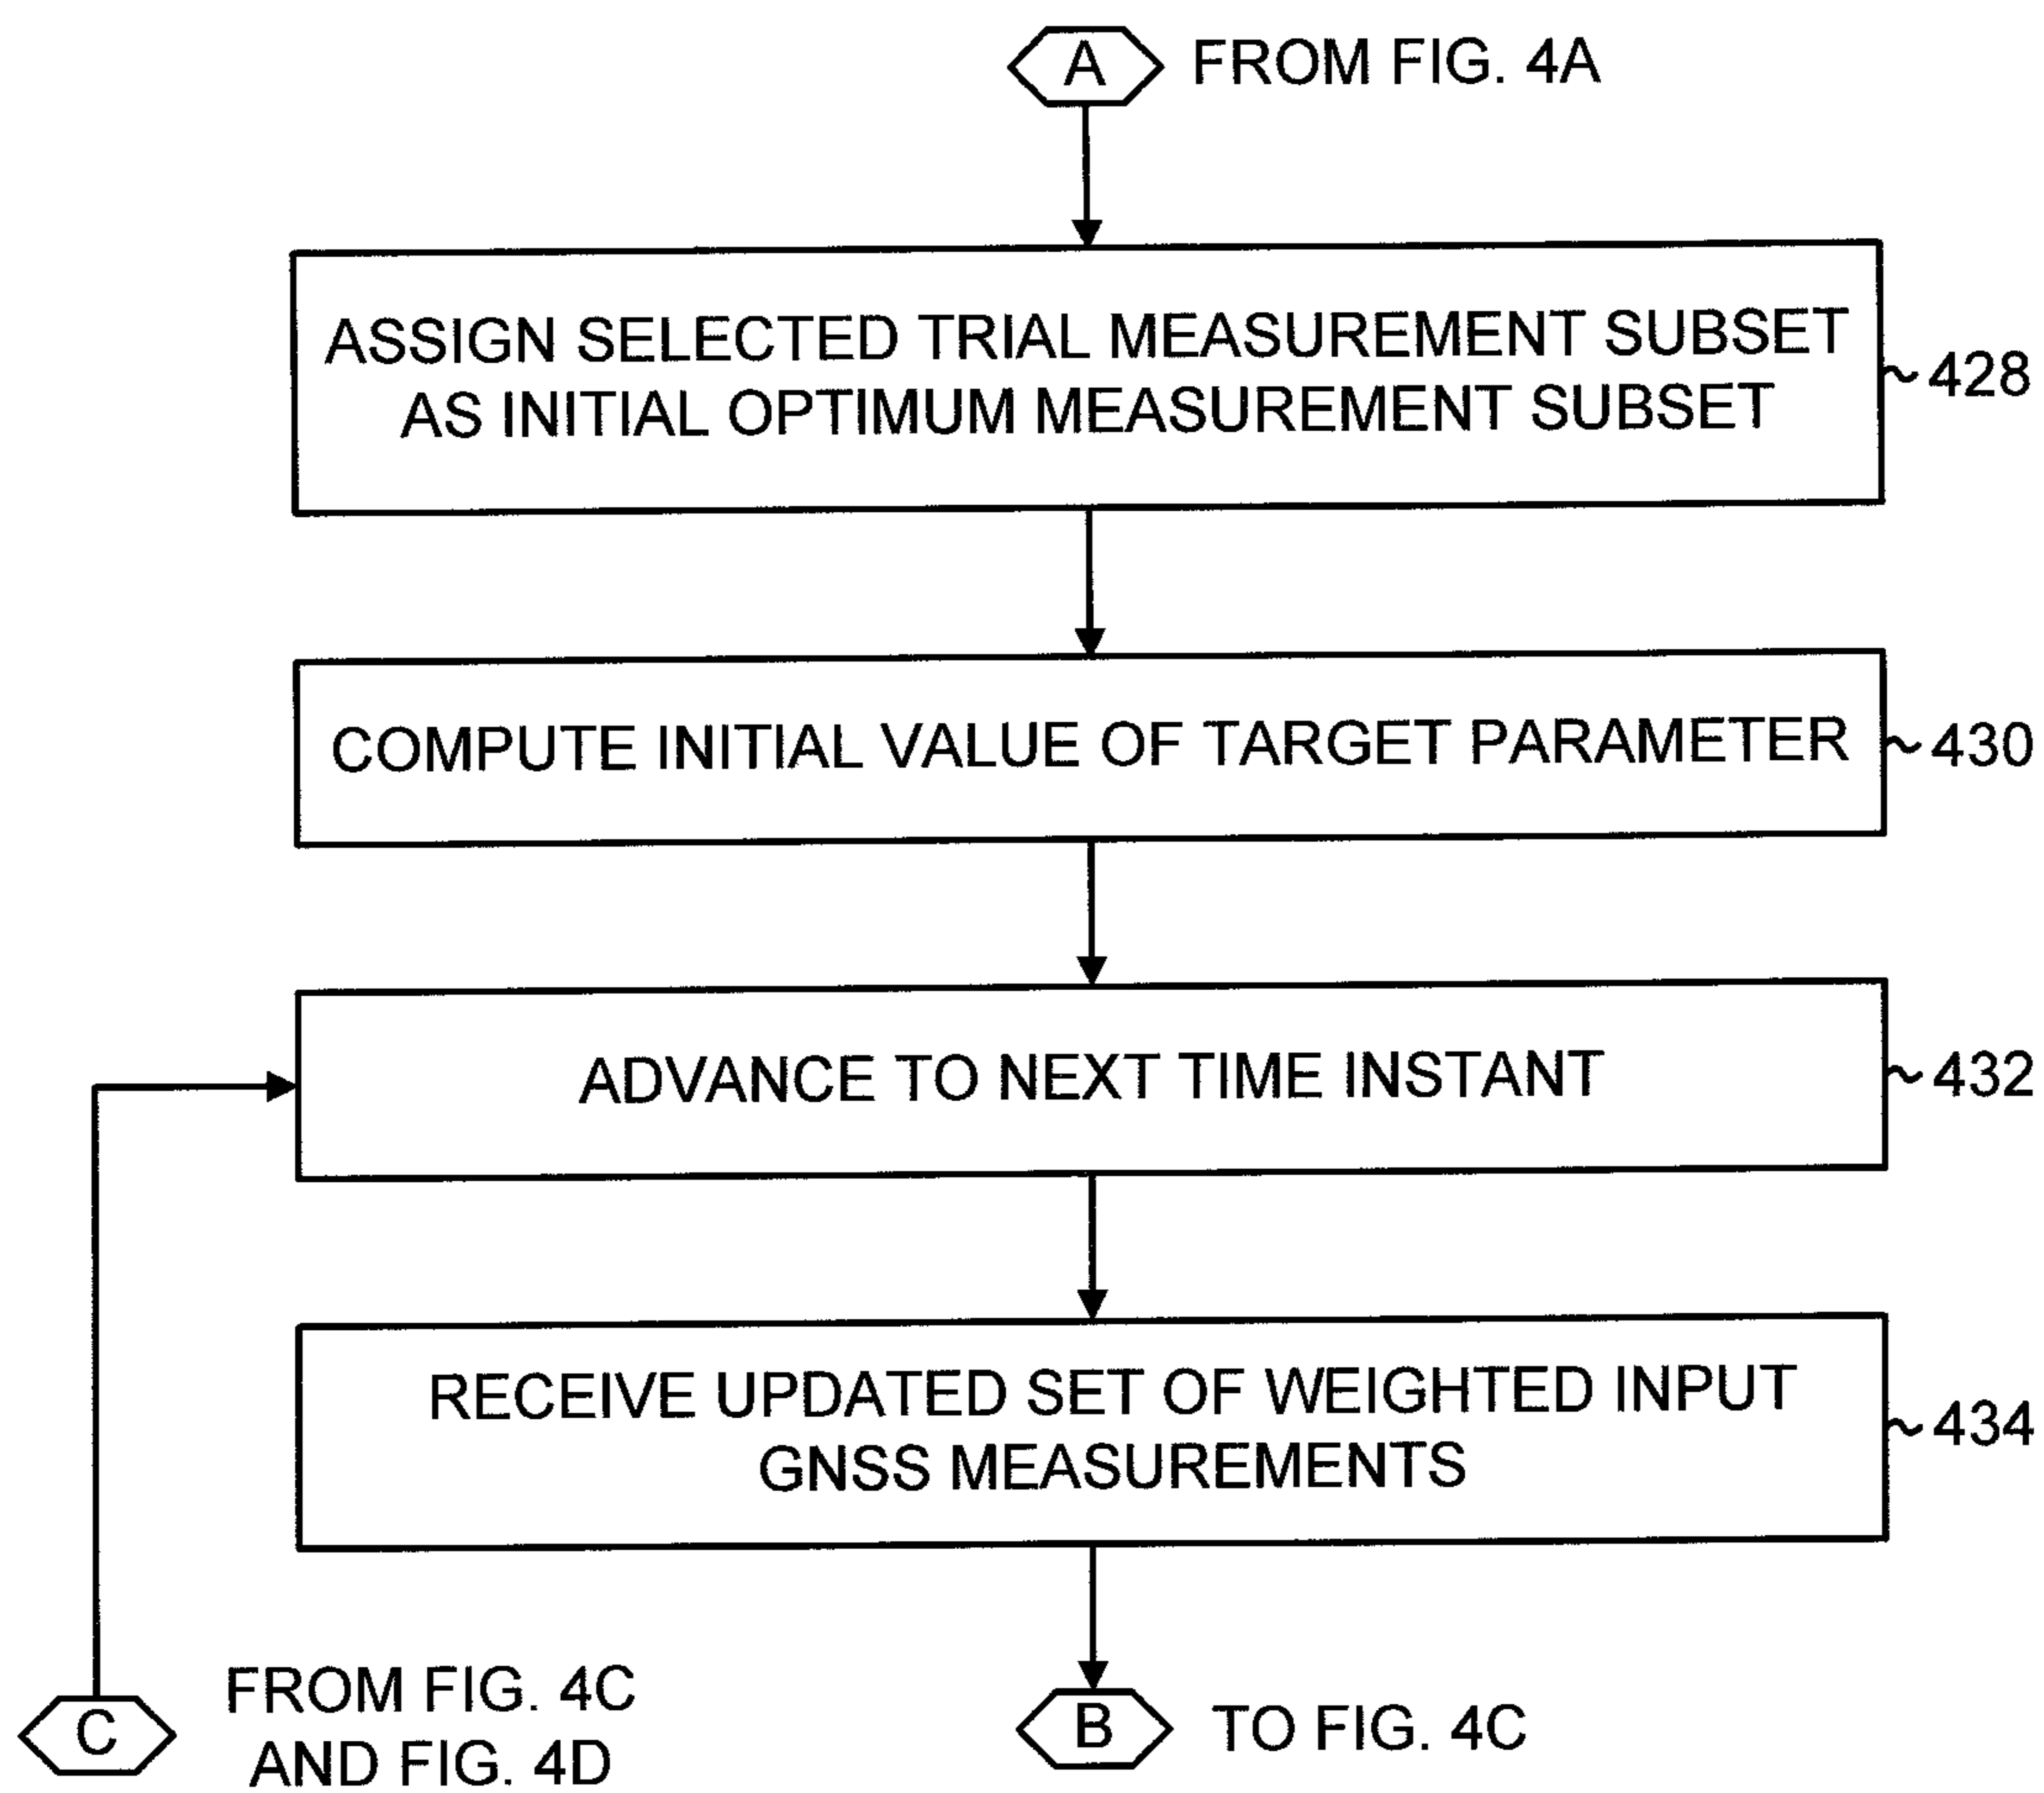 A FROM FIG. 4A
ASSIGN SELECTED TRIAL MEASUREMENT SUBSET
AS INITIAL OPTIMUM MEASUREMENT SUBSET
428
COMPUTE INITIAL VALUE OF TARGET PARAMETER
430
ADVANCE TO NEXT TIME INSTANT
432
RECEIVE UPDATED SET OF WEIGHTED INPUT
GNSS MEASUREMENTS
434
C
FROM FIG. 4C
AND FIG. 4D
B TO FIG. 4C